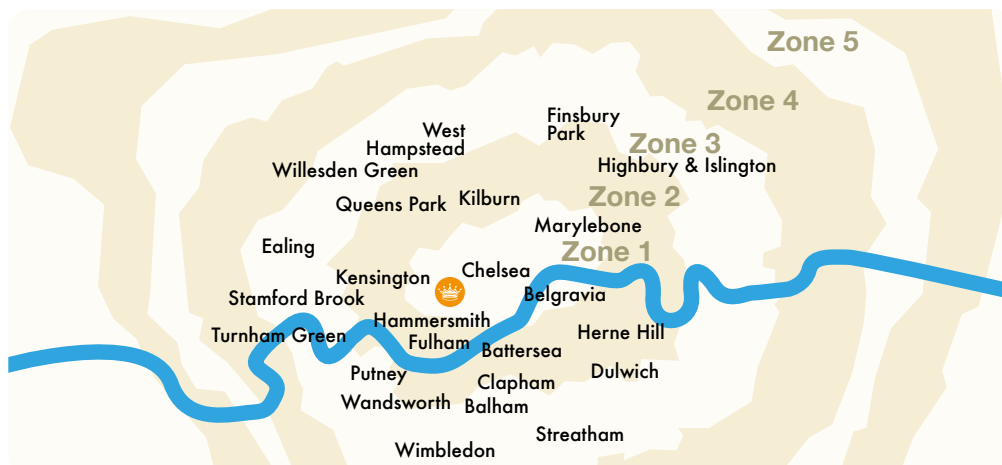 Zone 5
Zone 4
Finsbury
Park
West
Hampstead
Zone 3
Highbury & Islington
Willesden Green
Zone 2
Kilburn
Queens Park
Marylebone
Ealing
Zone 1
Chelsea
Kensington
Belgravia
Stamford Brook
Hammersmith
Turnham Green
Herne Hill
Fulham
Battersea
Dulwich
Putney
Clapham
Wandsworth
Balham
Streatham
Wimbledon